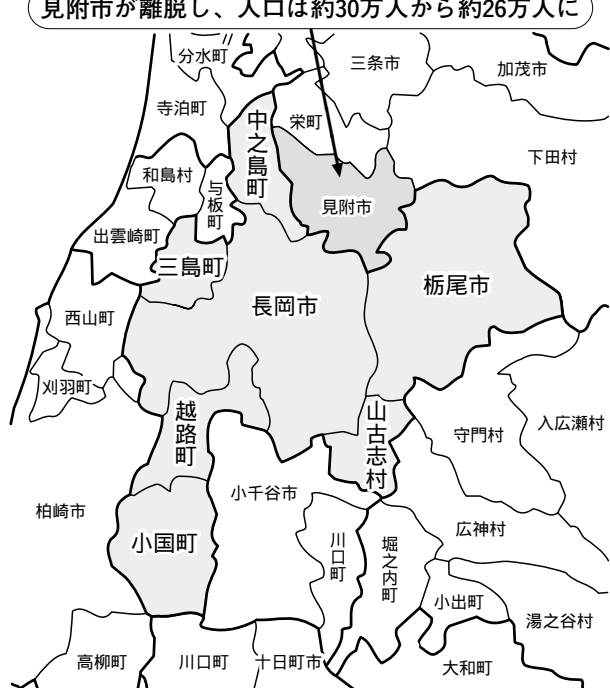 見附市が離脱し、人口は約30万人から約26万人に
分水町
三条市
加茂市
寺泊町
栄町
中之島町
下田村
和島村
与板町
見附市
出雲崎町
三島町
栃尾市
長岡市
西山町
刈羽町
越路町
山古志村
守門村
入広瀬村
小千谷市
柏崎市
小国町
川口町
堀之内町
広神村
小出町
湯之谷村
高柳町
川口町
十日町市
大和町